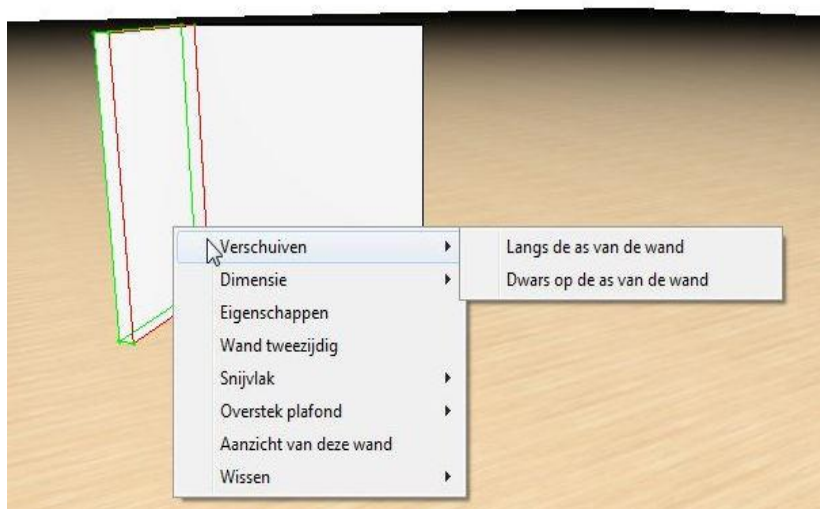 Verschuiven
Dimensie
Eigenschappen
Wand tweezijdig
Snijvlak
Overstek plafond
Aanzicht van deze wand
Wissen
Langs de as van de wand
Dwars op de as van de wand